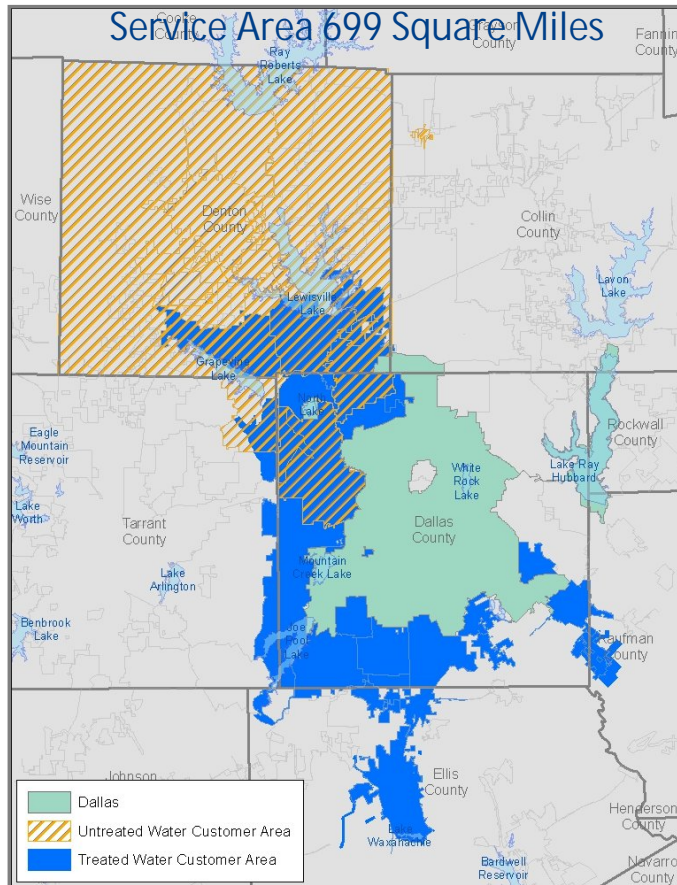 Service Area 699 Square Miles
Cooke
County
Grayson
County
Fannin
County
Ray
Roberts
Lake
Wise
County
Denton
County
Collin
County
Lavon
Lake
Lewisville
Lake
Grapevine
Lake
North
Lake
Rockwall
County
Eagle
Mountain
Reservoir
White
Rock
Lake
Lake Ray
Hubbard
Lake
Worth
Tarrant
County
Dallas
County
Mountain
Creek Lake
Lake
Arlington
Benbrook
Lake
Joe
Pool
Lake
Kaufman
County
Johnson
Ellis
County
Henderson
County
Lake
Waxahachie
Bardwell
Reservoir
Navarro
County
Dallas
Untreated Water Customer Area
Treated Water Customer Area